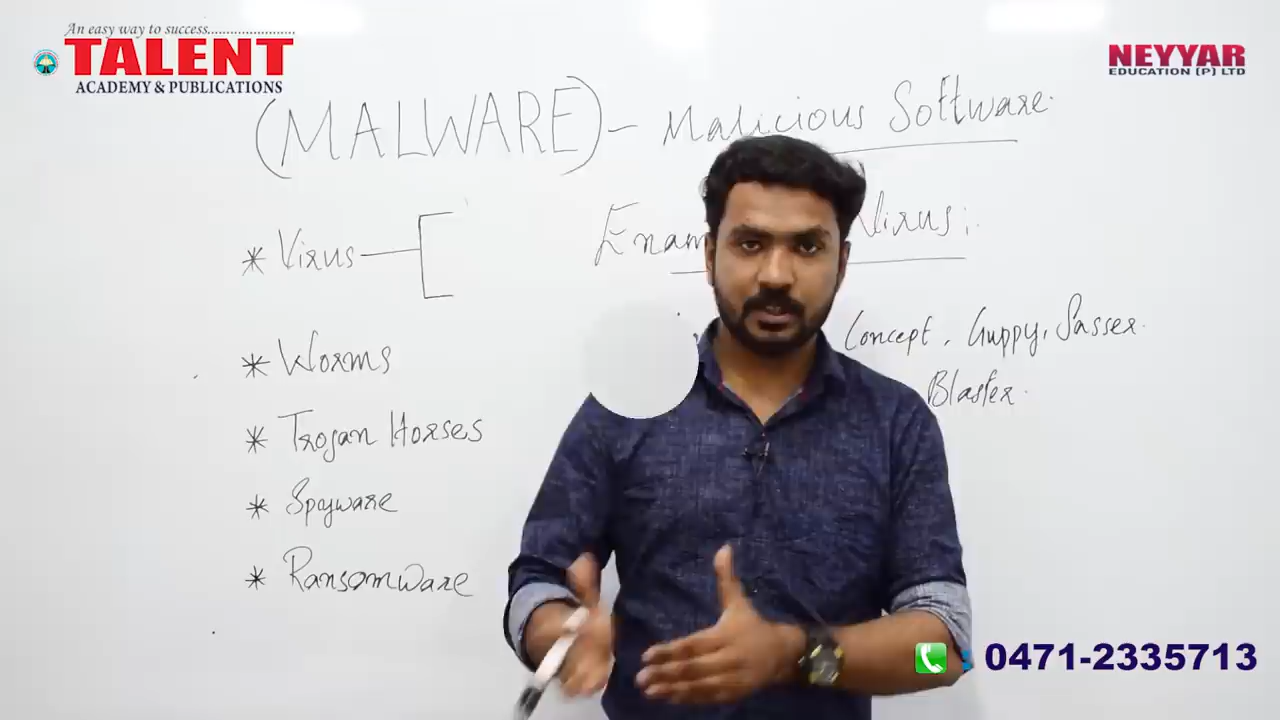 An easy way to success......................
TALENT
ACADEMY & PUBLICATIONS
NEYYAR
EDUCATION (P) LTD
(MALWARE) - Malicious Software.
* Virus
Virus;
* Worms
Concept, Guppy, Sasser.
Blaster.
* Trojan Horses
* Spyware
* Ransomware
0471-2335713